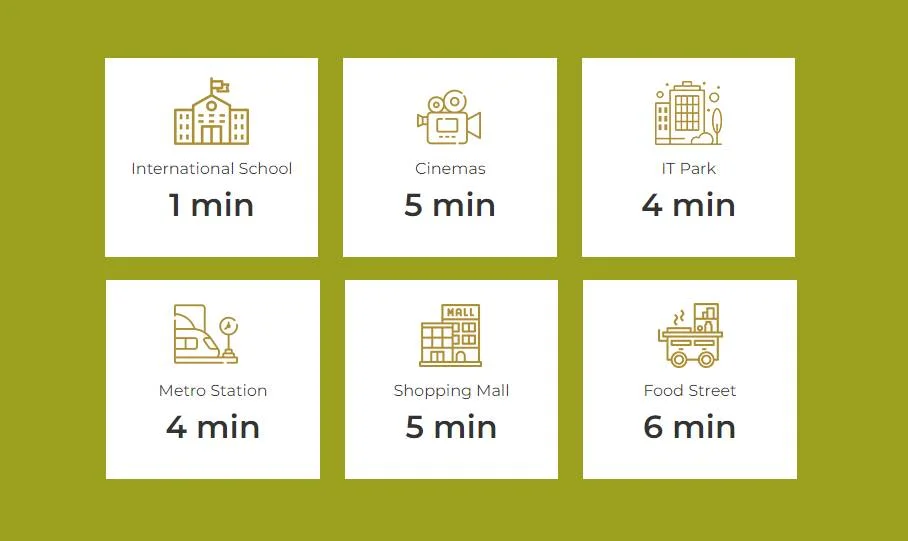 International School
1 min
Cinemas
5 min
IT Park
4 min
Metro Station
4 min
MALL
Shopping Mall
5 min
Food Street
6 min